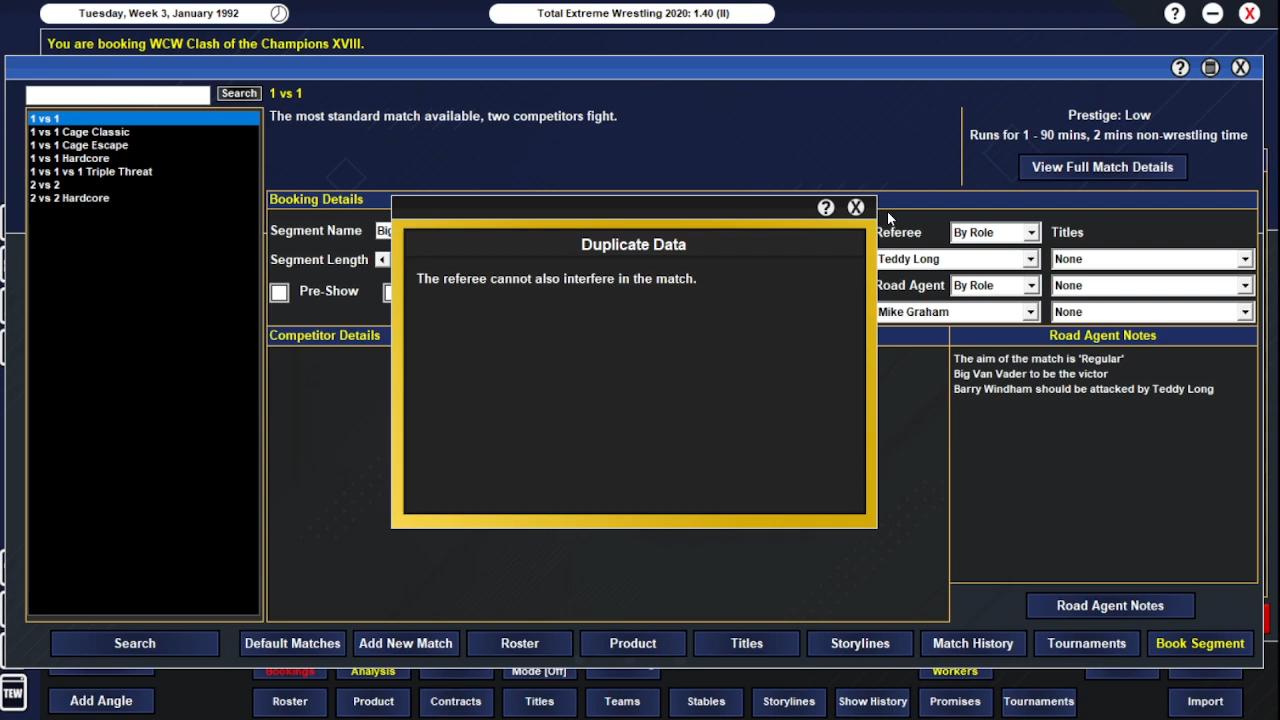 Tuesday, Week 3, January 1992
Total Extreme Wrestling 2020: 1.40 (II)
? X
You are booking WCW Clash of the Champions XVIII.
? X
Search
1 vs 1
1 vs 1
1 vs 1 Cage Classic
1 vs 1 Cage Escape
1 vs 1 Hardcore
1 vs 1 vs 1 Triple Threat
2 vs 2
2 vs 2 Hardcore
The most standard match available, two competitors fight.
Prestige: Low
Runs for 1 - 90 mins, 2 mins non-wrestling time
View Full Match Details
Booking Details
Segment Name Big
Segment Length
Pre-Show
? X
Duplicate Data
The referee cannot also interfere in the match.
Referee By Role Titles
Teddy Long None
Road Agent By Role None
Mike Graham None
Competitor Details
Road Agent Notes
The aim of the match is 'Regular'
Big Van Vader to be the victor
Barry Windham should be attacked by Teddy Long
Road Agent Notes
Search Default Matches Add New Match Roster Product Titles Storylines Match History Tournaments Book Segment
Bookings Analysis Mode [Off] Workers
TEW Add Angle Roster Product Contracts Titles Teams Stables Storylines Show History Promises Tournaments Import